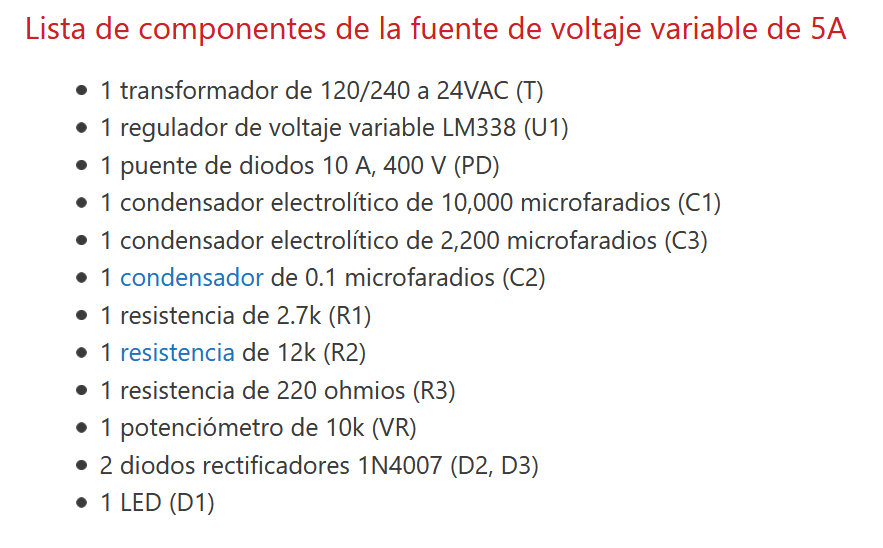 Lista de componentes de la fuente de voltaje variable de 5A
• 1 transformador de 120/240 a 24VAC (T)
• 1 regulador de voltaje variable LM338 (U1)
• 1 puente de diodos 10 A, 400 V (PD)
• 1 condensador electrolítico de 10,000 microfaradios (C1)
• 1 condensador electrolítico de 2,200 microfaradios (C3)
• 1 condensador de 0.1 microfaradios (C2)
• 1 resistencia de 2.7k (R1)
• 1 resistencia de 12k (R2)
• 1 resistencia de 220 ohmios (R3)
• 1 potenciómetro de 10k (VR)
• 2 diodos rectificadores 1N4007 (D2, D3)
• 1 LED (D1)